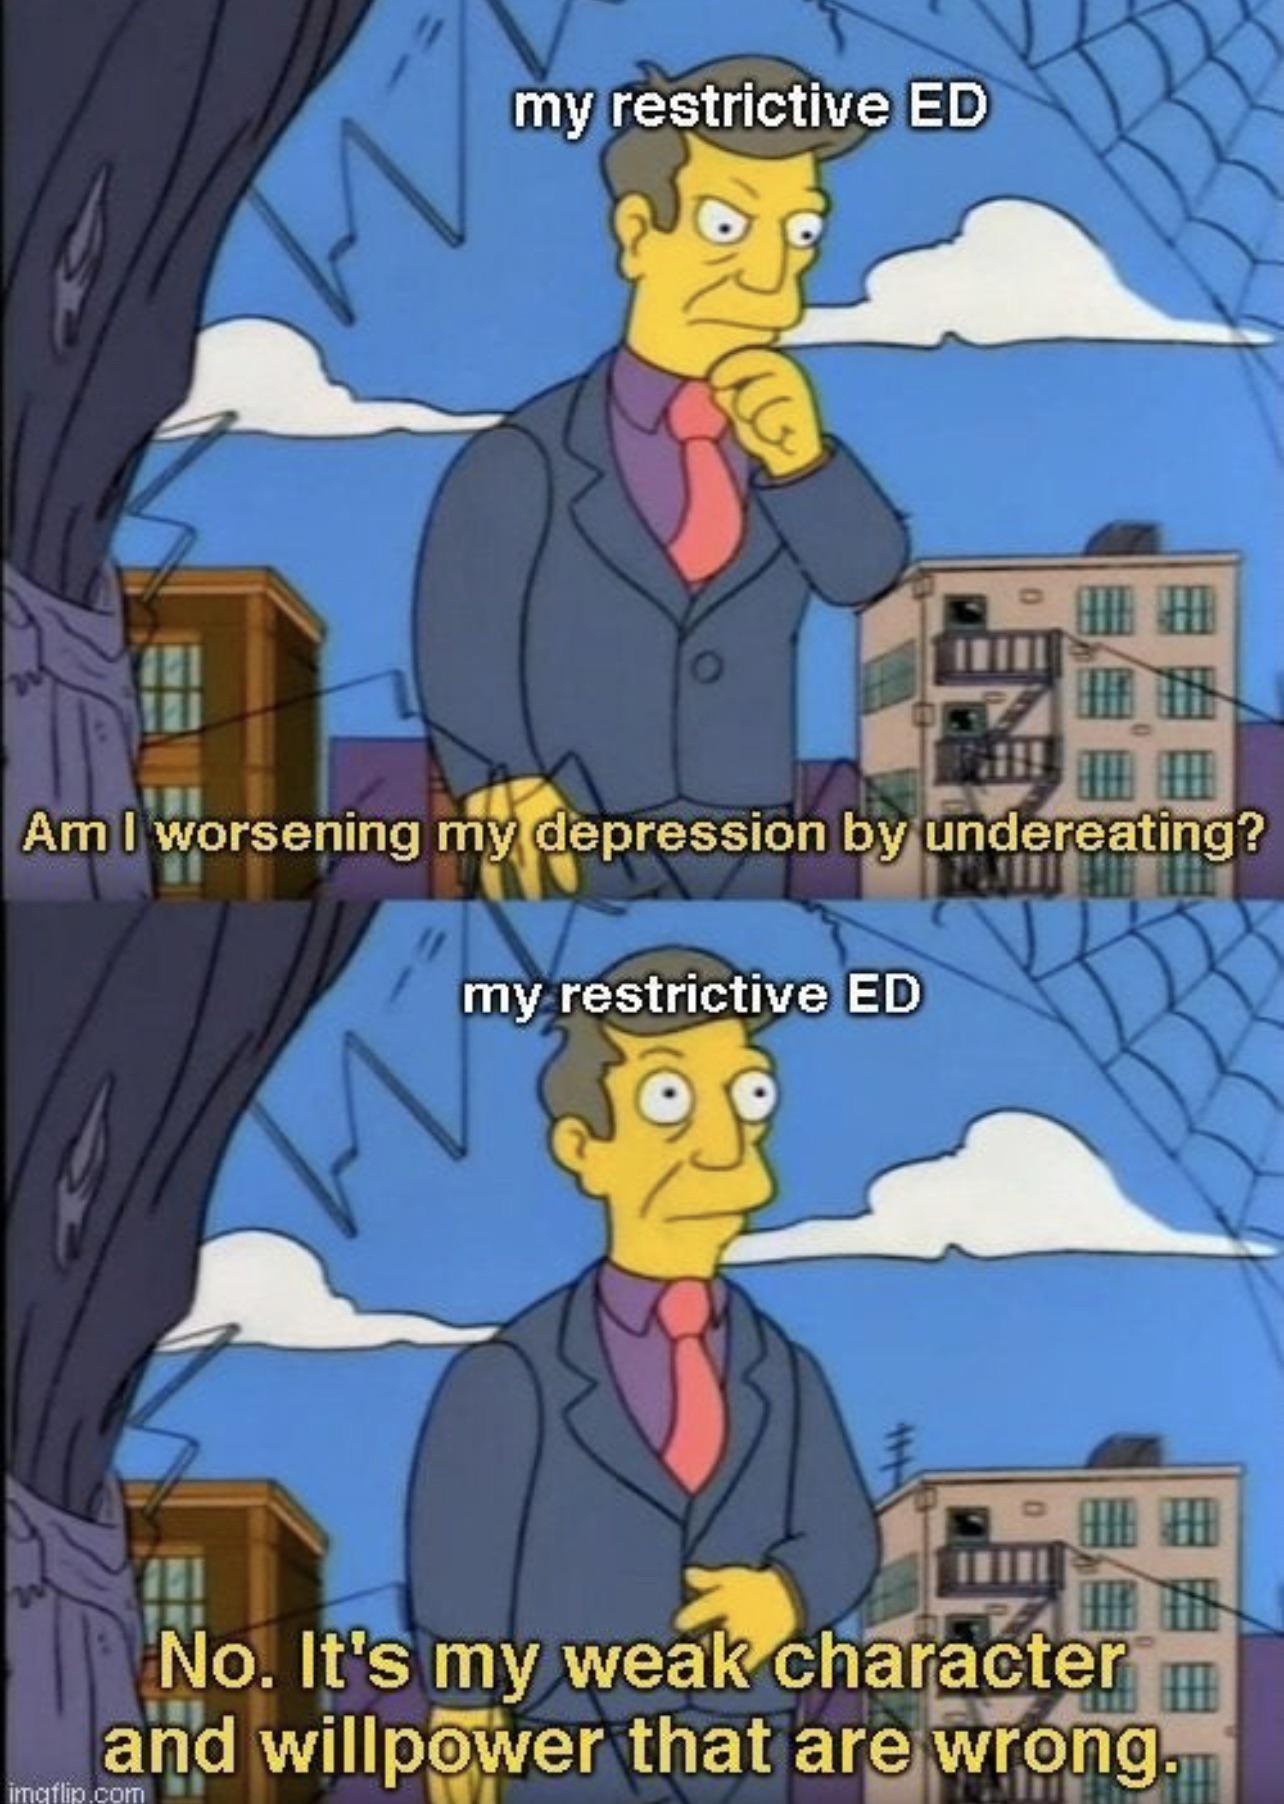 my restrictive ED
Am I worsening my depression by undereating?
my restrictive ED
No. It's my weak character
and willpower that are wrong.
imgflip.com